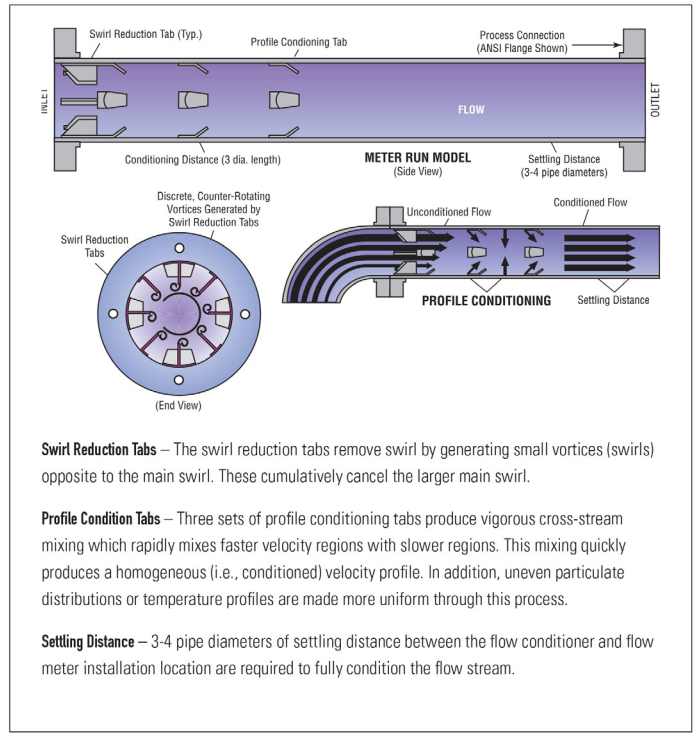 Swirl Reduction Tab (Typ.)
Profile Condioning Tab
Process Connection
(ANSI Flange Shown)
INLET
FLOW
OUTLET
Conditioning Distance (3 dia. length)
METER RUN MODEL
(Side View)
Settling Distance
(3-4 pipe diameters)
Discrete, Counter-Rotating
Vortices Generated by
Swirl Reduction Tabs
Swirl Reduction
Tabs
(End View)
Unconditioned Flow
Conditioned Flow
PROFILE CONDITIONING
Settling Distance
Swirl Reduction Tabs – The swirl reduction tabs remove swirl by generating small vortices (swirls)
opposite to the main swirl. These cumulatively cancel the larger main swirl.
Profile Condition Tabs – Three sets of profile conditioning tabs produce vigorous cross-stream
mixing which rapidly mixes faster velocity regions with slower regions. This mixing quickly
produces a homogeneous (i.e., conditioned) velocity profile. In addition, uneven particulate
distributions or temperature profiles are made more uniform through this process.
Settling Distance – 3-4 pipe diameters of settling distance between the flow conditioner and flow
meter installation location are required to fully condition the flow stream.